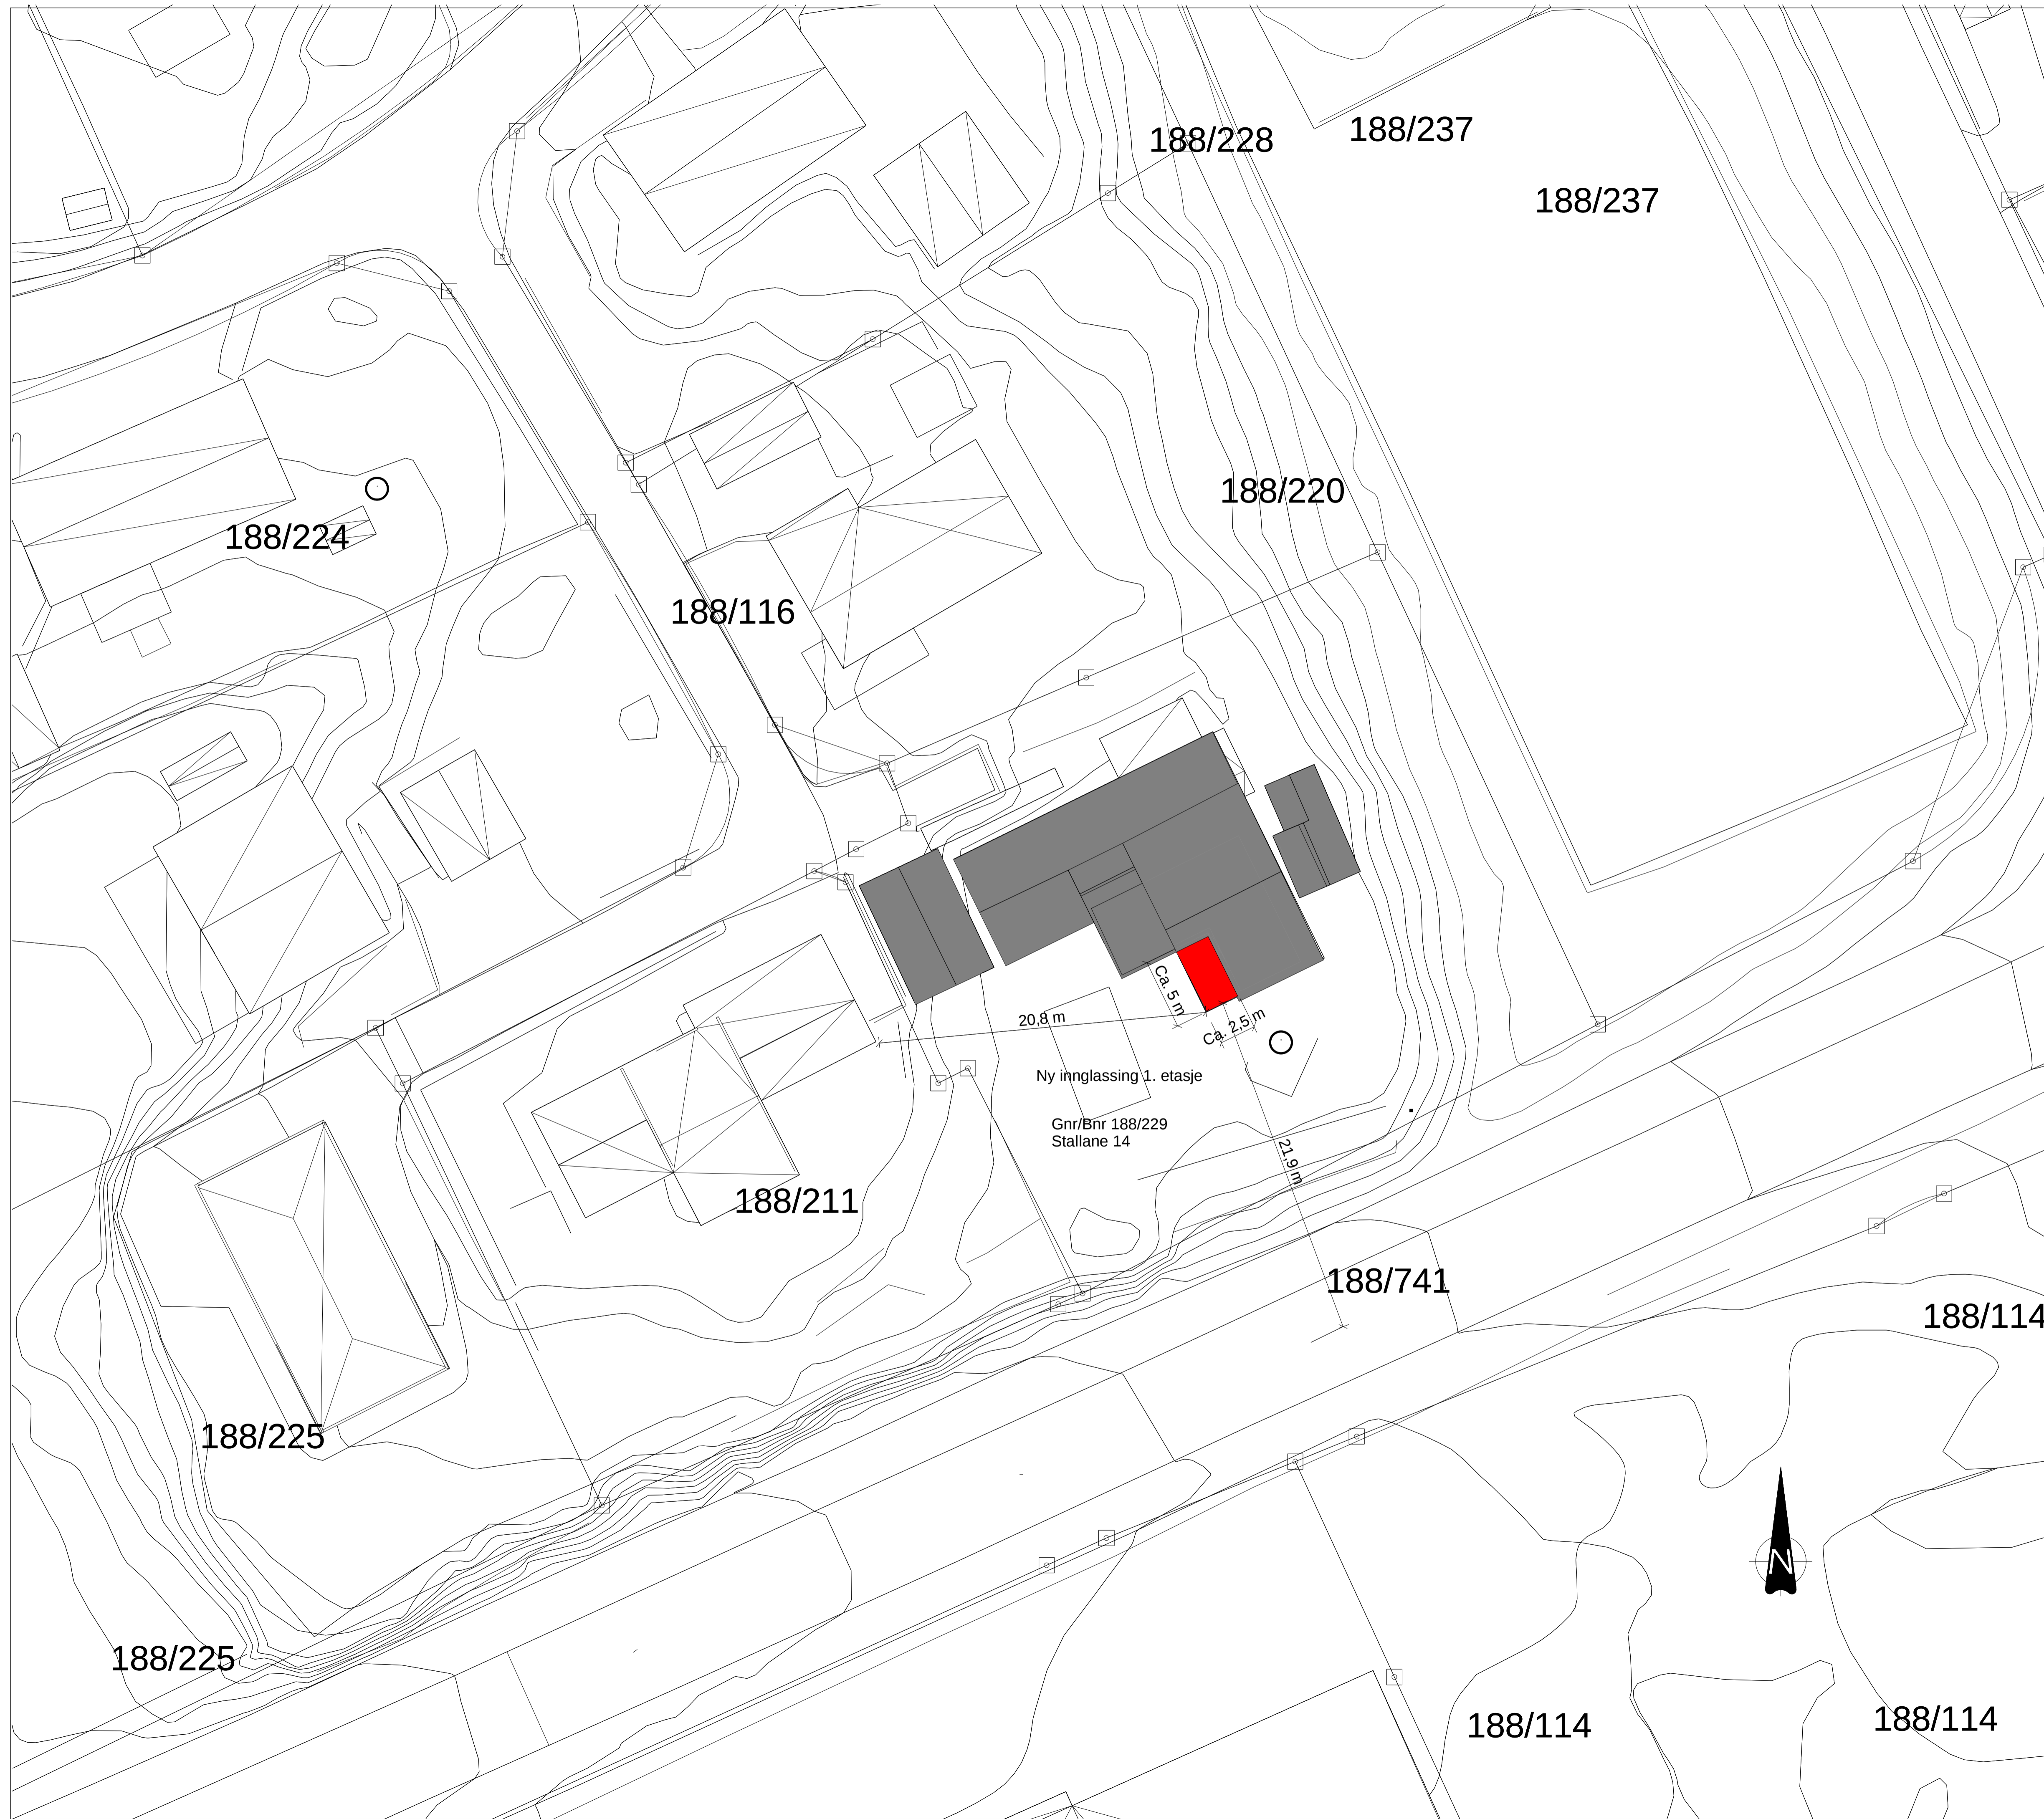 188/237
188/228
188/237
188/220
188/224
188/116
Ca. 5 m
20,8 m
Ca. 2,5 m
Ny innglassing 1. etasje
Gnr/Bnr 188/229
Stallane 14
21,9 m
188/211
188/741
188/114
188/225
N
188/225
188/114
188/114